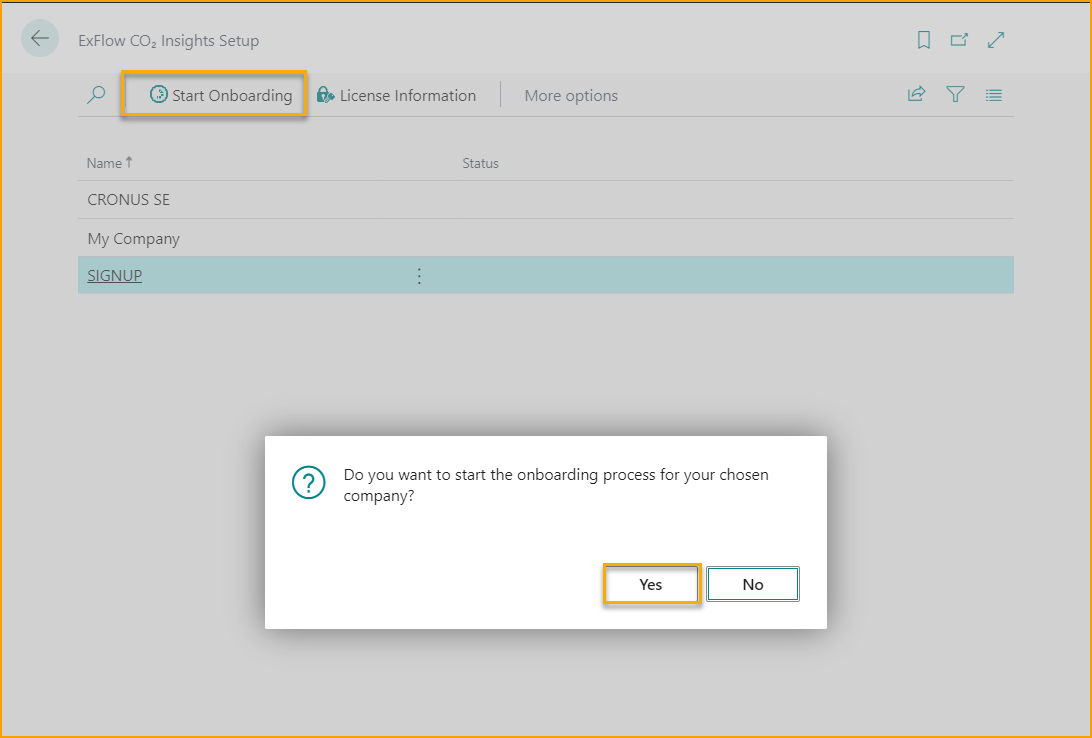 ExFlow CO₂ Insights Setup
Start Onboarding License Information More options
Name↑ Status
CRONUS SE
My Company
SIGNUP
Do you want to start the onboarding process for your chosen
company?
Yes No